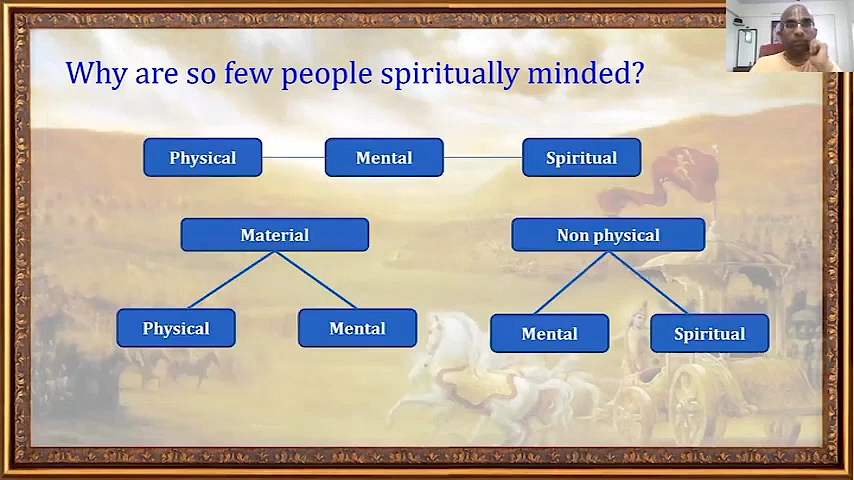 Why are so few people spiritually minded?
Physical
Mental
Spiritual
Material
Non physical
Physical
Mental
Mental
Spiritual